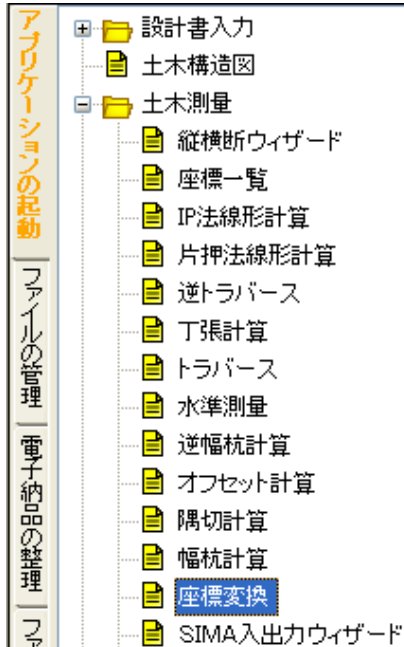 アプリケーションの起動
ファイルの管理
電子納品の整理
ファ
設計書入力
土木構造図
土木測量
縦横断ウィザード
座標一覧
IP法線形計算
片押法線形計算
逆トラバース
丁張計算
トラバース
水準測量
逆幅杭計算
オフセット計算
隅切計算
幅杭計算
座標変換
SIMA入出力ウィザード